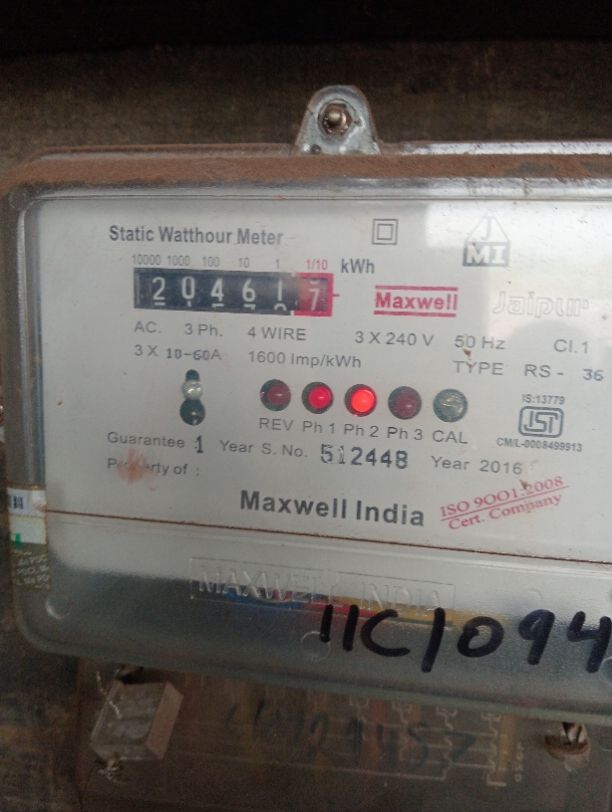 Static Watthour Meter
J
MI
10000 1000 100 10 1 1/10 kWh
2 0 4 6 1 7
Maxwell Jaipur
AC. 3 Ph. 4 WIRE 3 X 240 V 50 Hz Cl.1
3 X 10-60A 1600 Imp/kWh TYPE RS - 36
IS:13779
ISI
CM/L-0008499913
REV Ph 1 Ph 2 Ph 3 CAL
Guarantee 1 Year S. No. 512448 Year 2016
Property of :
Maxwell India
ISO 9001:2008
Cert. Company
MAXWELL INDIA
11C/094